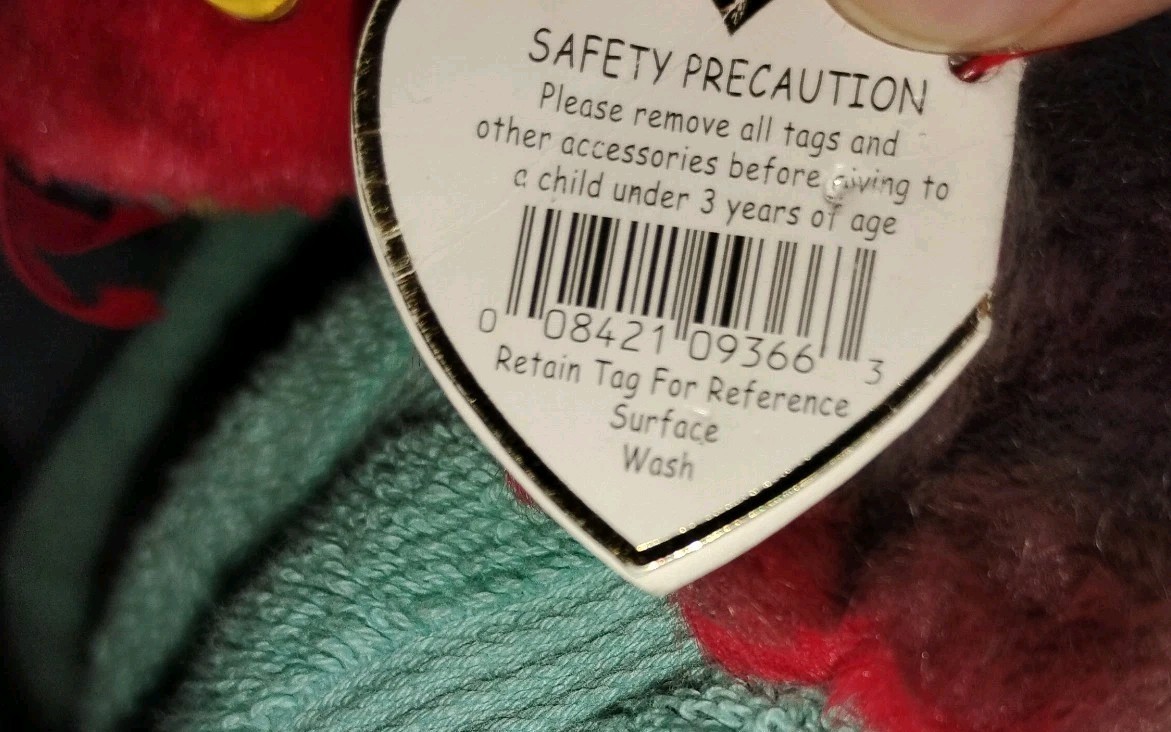 SAFETY PRECAUTION
Please remove all tags and
other accessories before giving to
a child under 3 years of age
0 08421 09366 3
Retain Tag For Reference
Surface
Wash